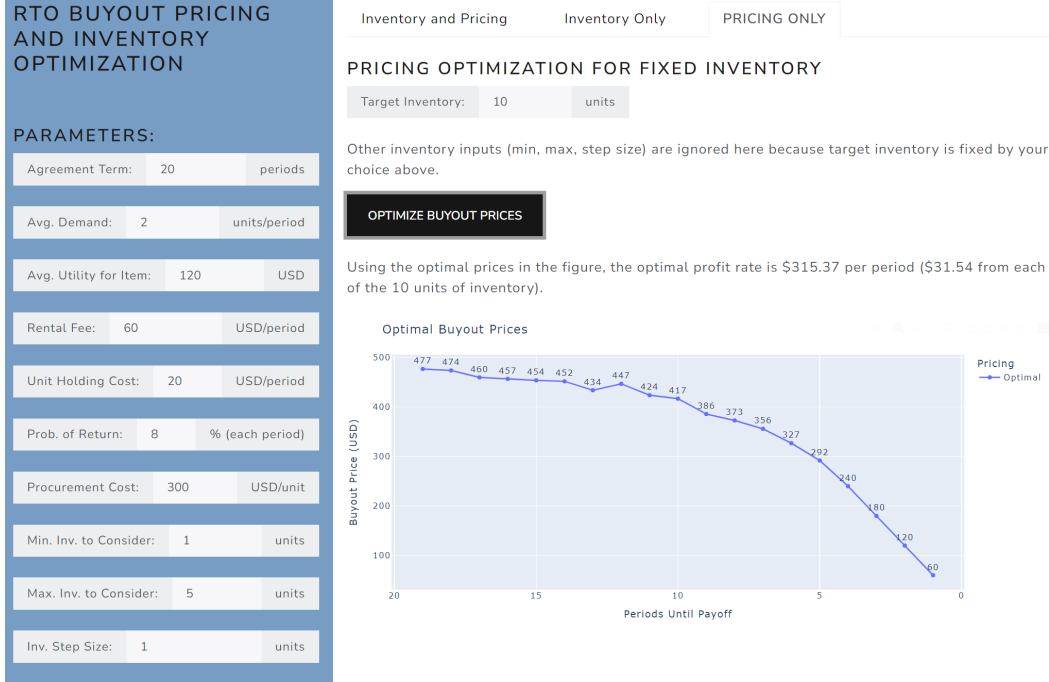 RTO BUYOUT PRICING
AND INVENTORY
OPTIMIZATION
PARAMETERS:
Agreement Term: 20 periods
Avg. Demand: 2 units/period
Avg. Utility for Item: 120 USD
Rental Fee: 60 USD/period
Unit Holding Cost: 20 USD/period
Prob. of Return: 8 % (each period)
Procurement Cost: 300 USD/unit
Min. Inv. to Consider: 1 units
Max. Inv. to Consider: 5 units
Inv. Step Size: 1 units
Inventory and Pricing Inventory Only PRICING ONLY
PRICING OPTIMIZATION FOR FIXED INVENTORY
Target Inventory: 10 units
Other inventory inputs (min, max, step size) are ignored here because target inventory is fixed by your
choice above.
OPTIMIZE BUYOUT PRICES
Using the optimal prices in the figure, the optimal profit rate is $315.37 per period ($31.54 from each
of the 10 units of inventory).
Optimal Buyout Prices
Pricing
Optimal
Buyout Price (USD)
500
400
300
200
100
477 474 460 457 454 452 434 447 424 417 386 373 356 327 292 240 180 120 60
20 15 10 5 0
Periods Until Payoff